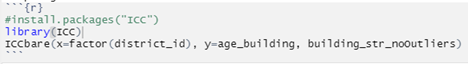 ```{r}
#install.packages("ICC")
library(ICC)
ICCbare(x=factor(district_id), y=age_building, building_str_noOutliers)
```